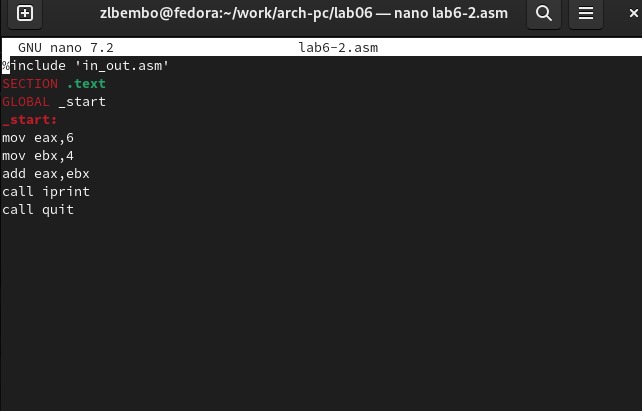 zlbembo@fedora:~/work/arch-pc/lab06 — nano lab6-2.asm
GNU nano 7.2 lab6-2.asm
%include 'in_out.asm'
SECTION .text
GLOBAL _start
_start:
mov eax,6
mov ebx,4
add eax,ebx
call iprint
call quit